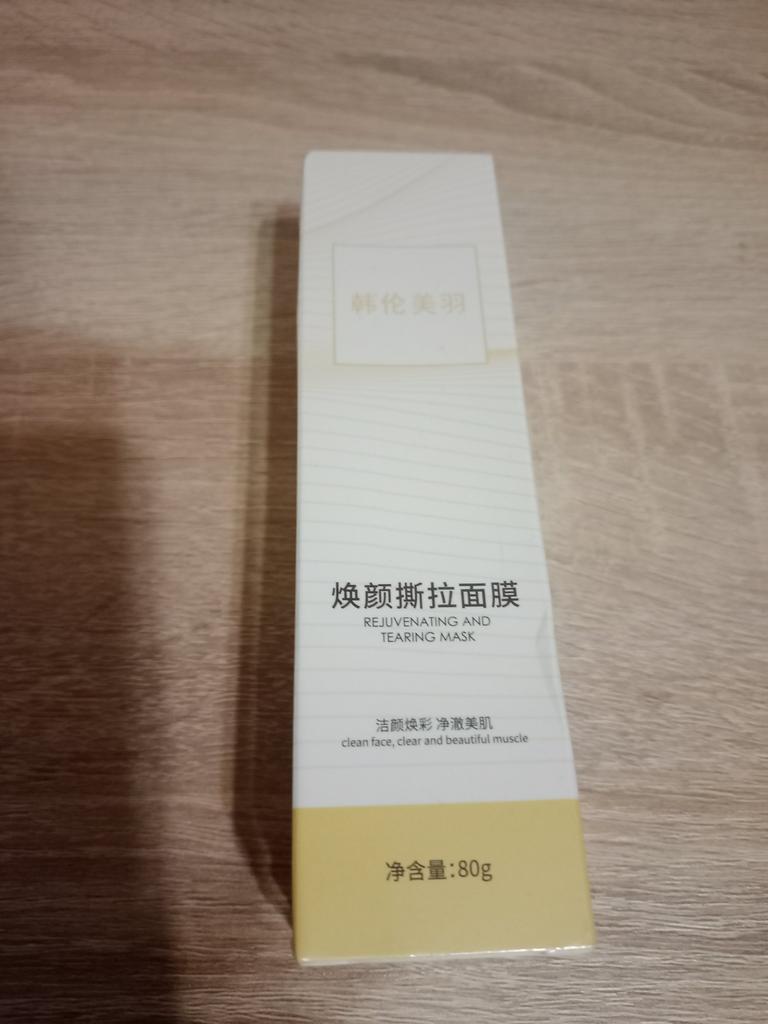 韩伦美羽
焕颜撕拉面膜
REJUVENATING AND
TEARING MASK
洁颜焕彩 净澈美肌
clean face, clear and beautiful muscle
净含量:80g